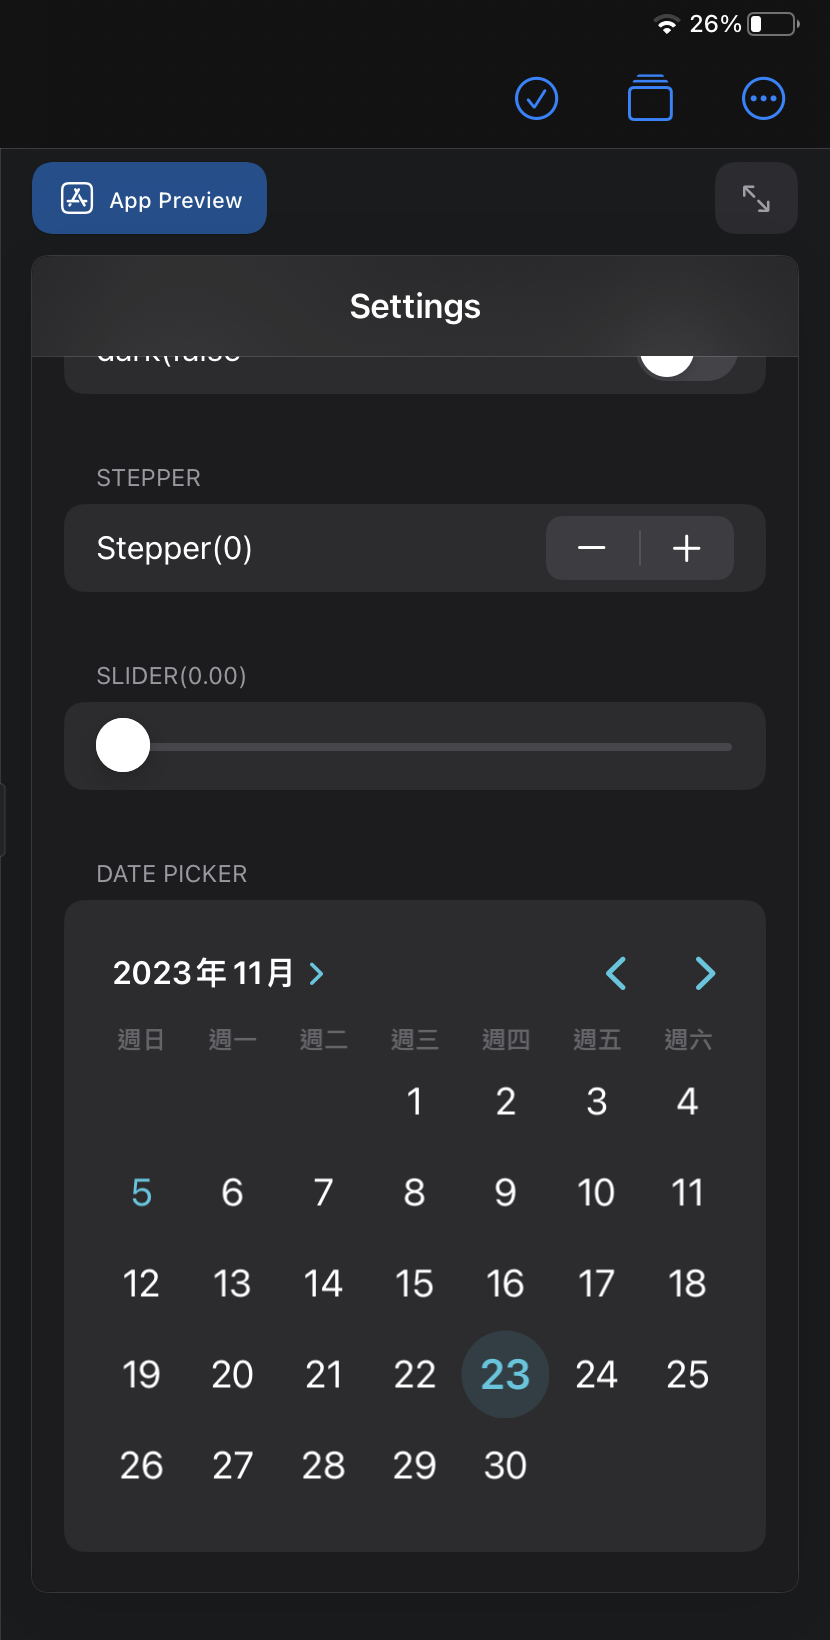 26%
App Preview
Settings
dark(false
STEPPER
Stepper(0)
SLIDER(0.00)
DATE PICKER
2023年 11月
週日 週一 週二 週三 週四 週五 週六
1 2 3 4
5 6 7 8 9 10 11
12 13 14 15 16 17 18
19 20 21 22 23 24 25
26 27 28 29 30